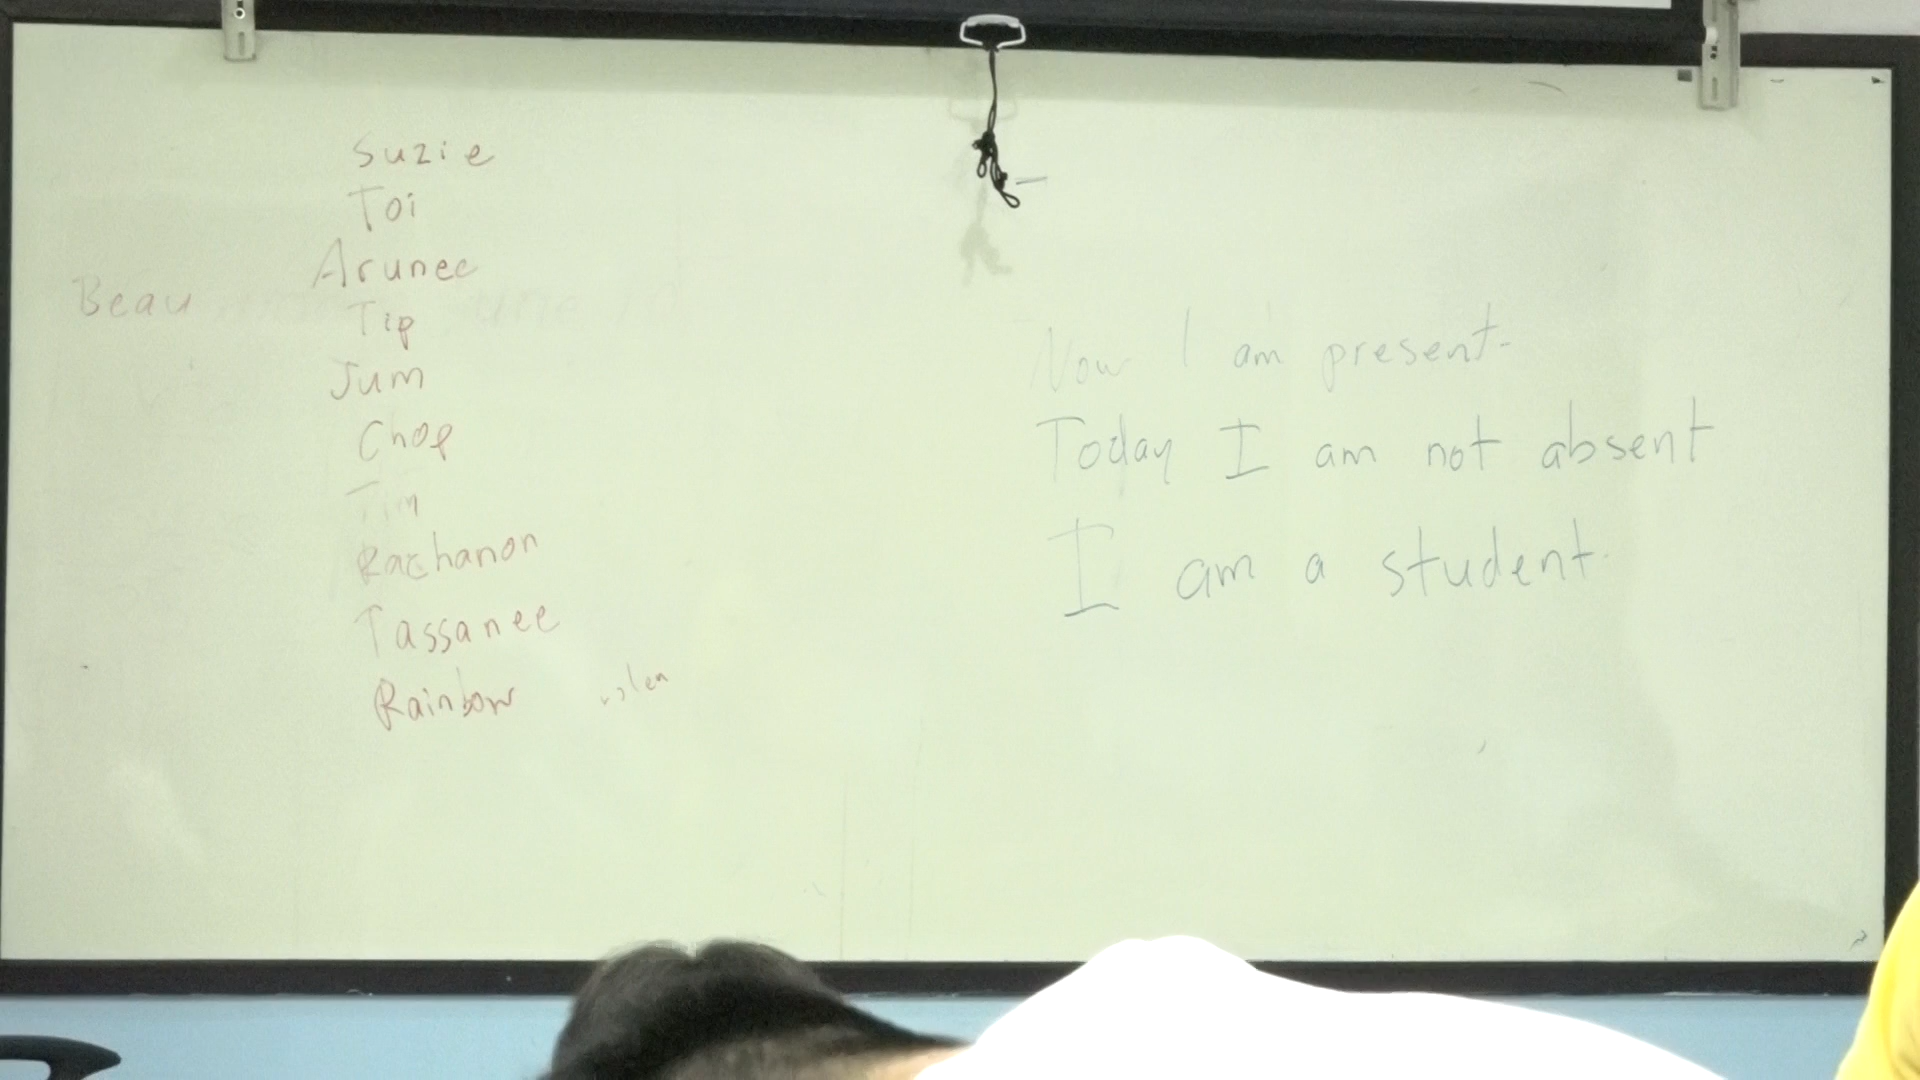 Suzie
Toi
Arunee
Beau
Tip
Jum
Chop
Tim
Rachanon
Tassanee
Rainbow
Now I am present.
Today I am not absent
I am a student.